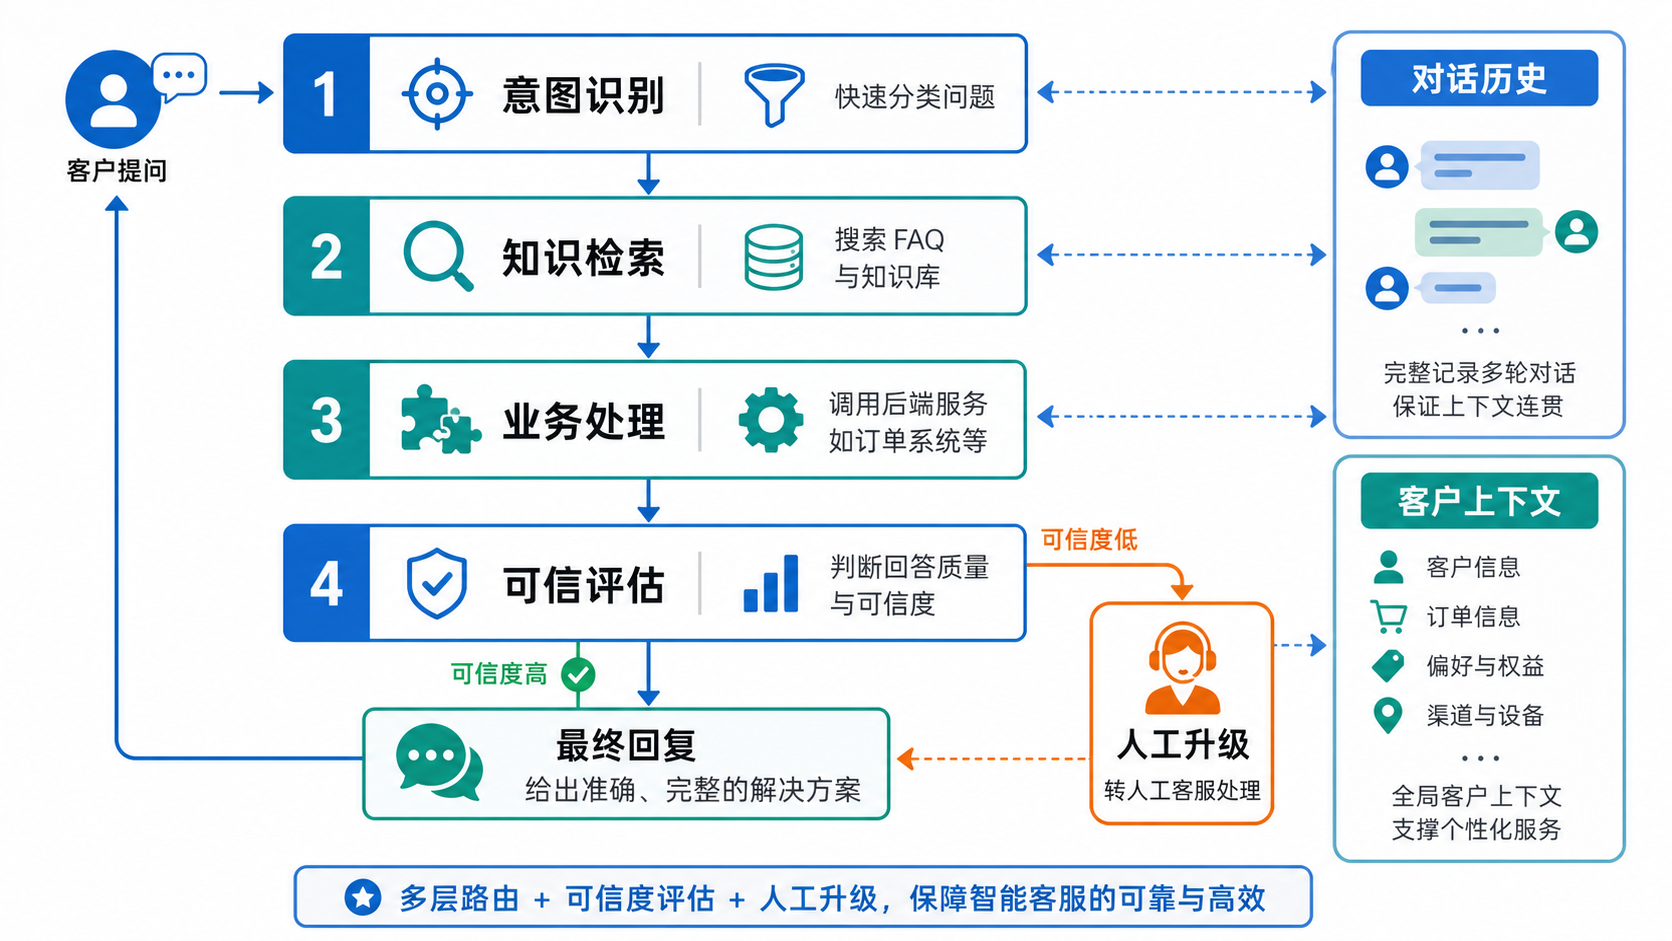 客户提问
1
意图识别
快速分类问题
2
知识检索
搜索 FAQ
与知识库
3
业务处理
调用后端服务
如订单系统等
4
可信评估
判断回答质量
与可信度
可信度高
可信度低
最终回复
给出准确、完整的解决方案
人工升级
转人工客服处理
对话历史
完整记录多轮对话
保证上下文连贯
客户上下文
客户信息
订单信息
偏好与权益
渠道与设备
全局客户上下文
支撑个性化服务
多层路由 + 可信度评估 + 人工升级，保障智能客服的可靠与高效